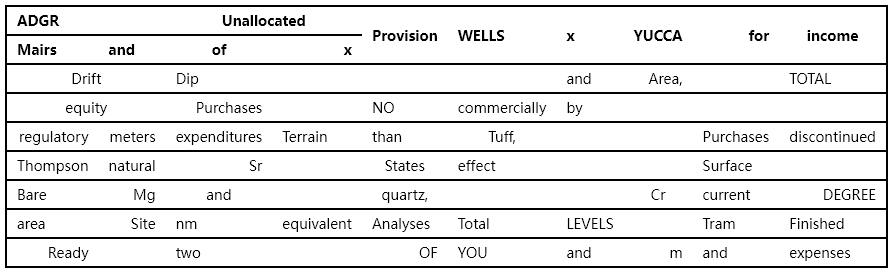 ADGR Unallocated Provision WELLS x YUCCA for income
Mairs and of x
Drift Dip and Area, TOTAL
equity Purchases NO commercially by
regulatory meters expenditures Terrain than Tuff, Purchases discontinued
Thompson natural Sr States effect Surface
Bare Mg and quartz, Cr current DEGREE
area Site nm equivalent Analyses Total LEVELS Tram Finished
Ready two OF YOU and m and expenses